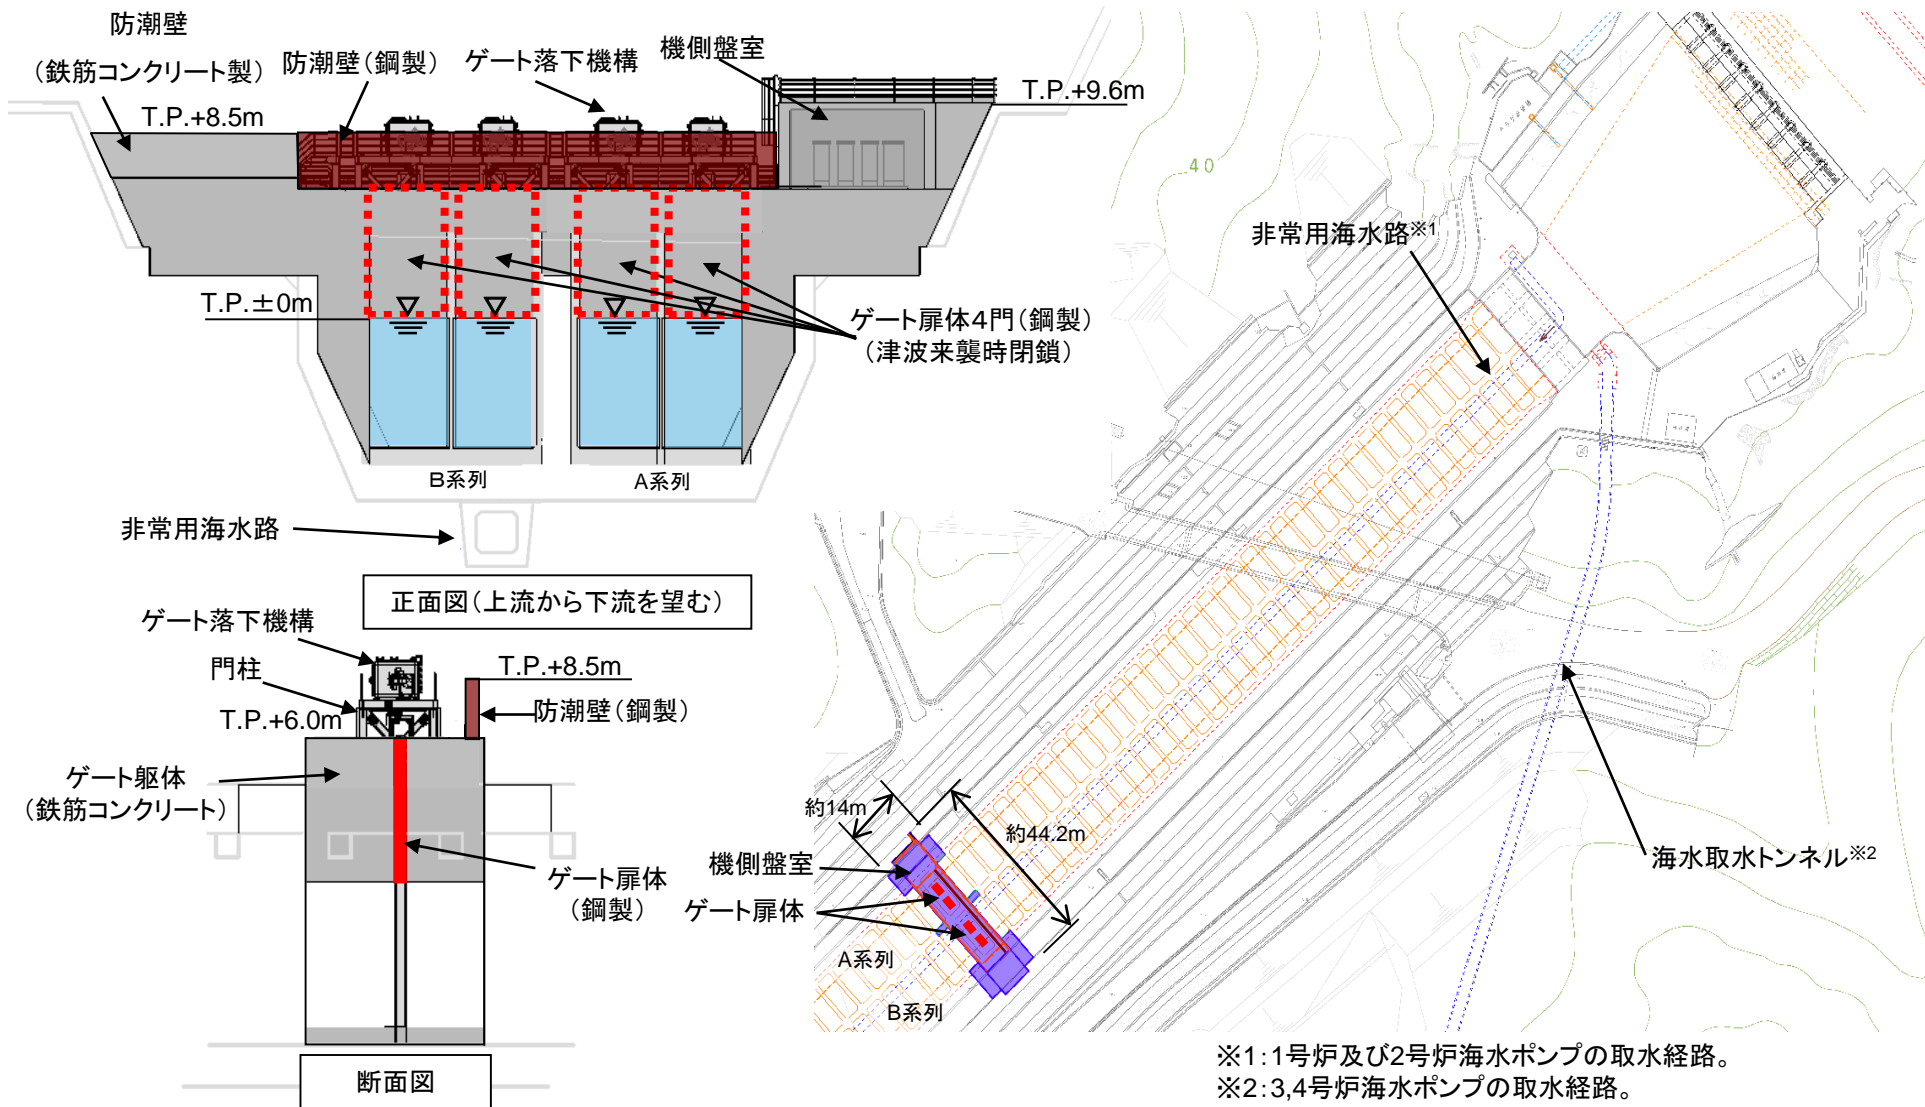 防潮壁
(鉄筋コンクリート製)
防潮壁(鋼製)
ゲート落下機構
機側盤室
T.P.+8.5m
T.P.+9.6m
T.P.±0m
ゲート扉体4門(鋼製)
(津波来襲時閉鎖)
B系列
A系列
非常用海水路
正面図(上流から下流を望む)
ゲート落下機構
門柱
T.P.+8.5m
T.P.+6.0m
防潮壁(鋼製)
ゲート躯体
(鉄筋コンクリート)
ゲート扉体
(鋼製)
断面図
40
非常用海水路※1
約14m
約44.2m
機側盤室
ゲート扉体
A系列
B系列
海水取水トンネル※2
※1:1号炉及び2号炉海水ポンプの取水経路。
※2:3,4号炉海水ポンプの取水経路。